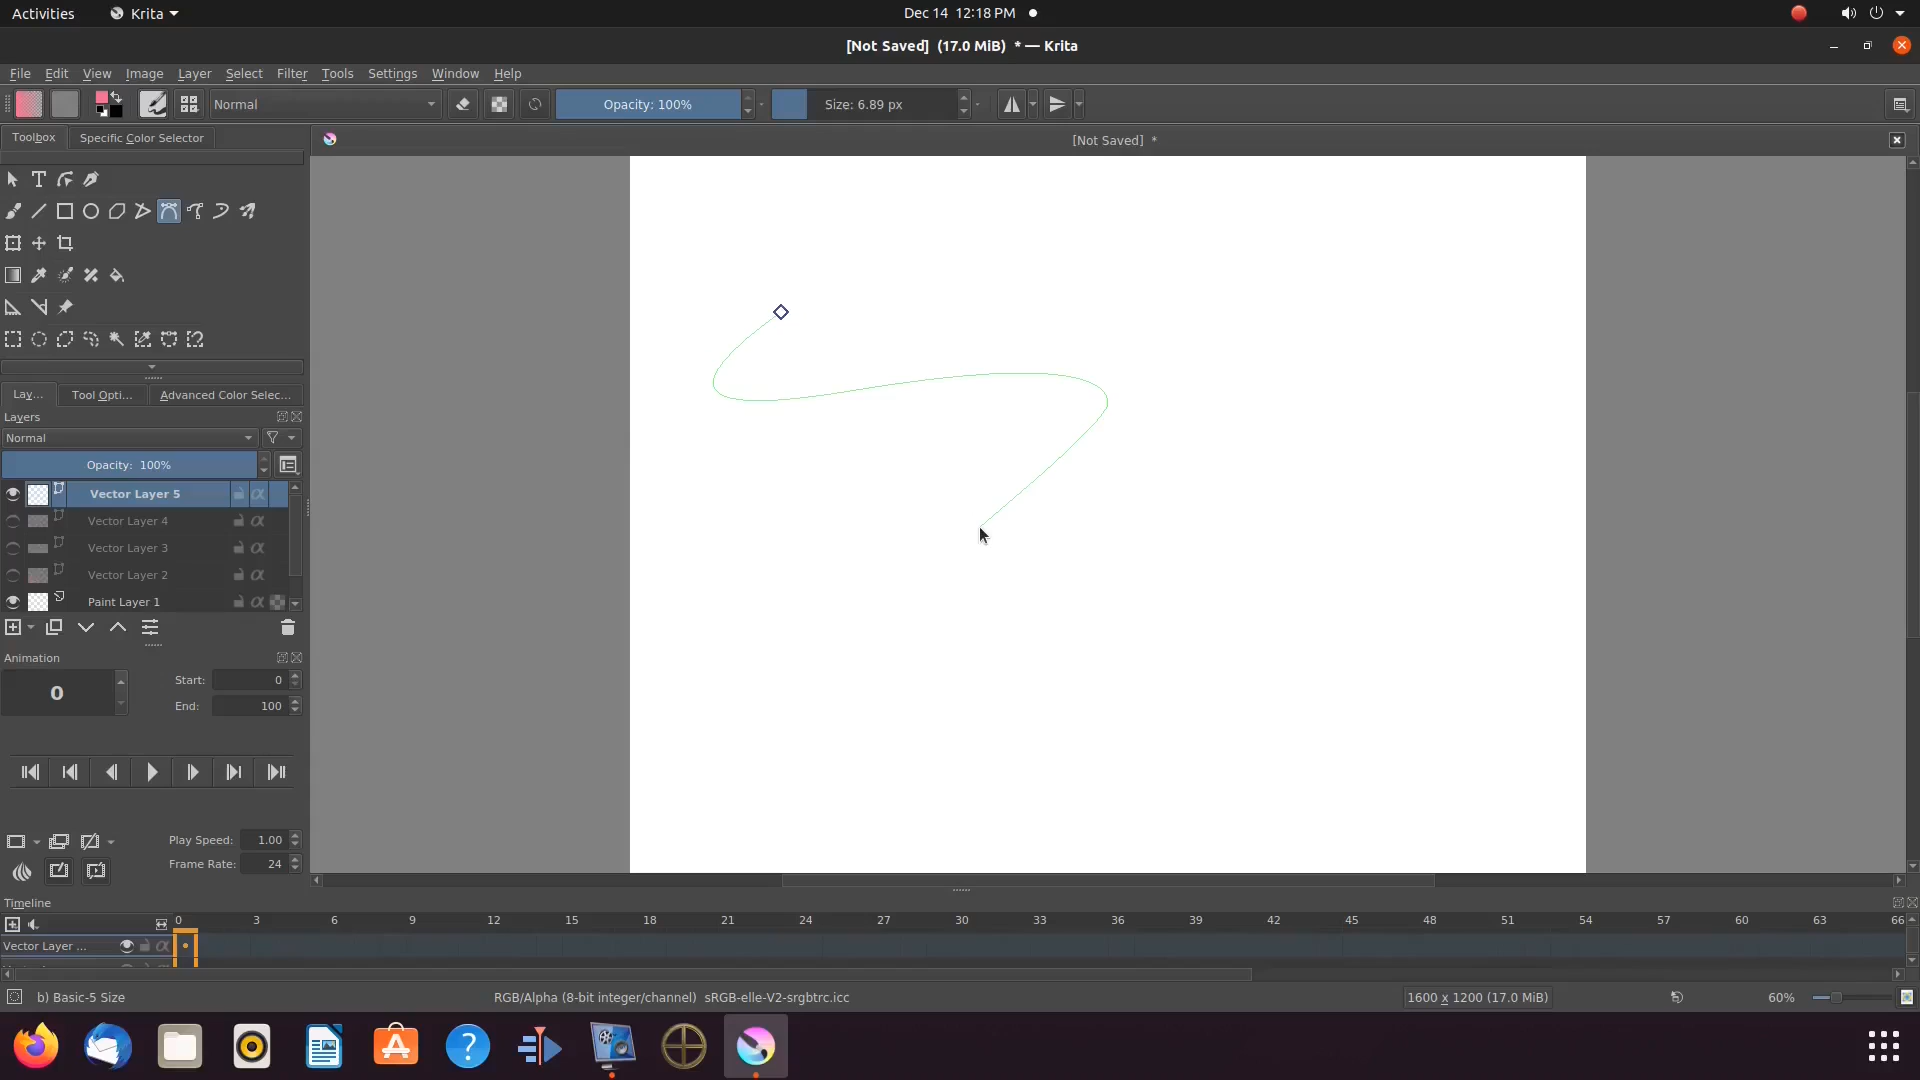 Activities Krita Dec 14 12:18 PM
[Not Saved] (17.0 MiB) * — Krita
File Edit View Image Layer Select Filter Tools Settings Window Help
Normal Opacity: 100% Size: 6.89 px
Toolbox Specific Color Selector
[Not Saved] *
Lay... Tool Opti... Advanced Color Selec...
Layers
Normal
Opacity: 100%
Vector Layer 5
Vector Layer 4
Vector Layer 3
Vector Layer 2
Paint Layer 1
Animation
0 Start: 0
End: 100
Play Speed: 1.00
Frame Rate: 24
Timeline
0 3 6 9 12 15 18 21 24 27 30 33 36 39 42 45 48 51 54 57 60 63 66
Vector Layer ...
b) Basic-5 Size RGB/Alpha (8-bit integer/channel) sRGB-elle-V2-srgbtrc.icc 1600 x 1200 (17.0 MiB) 60%